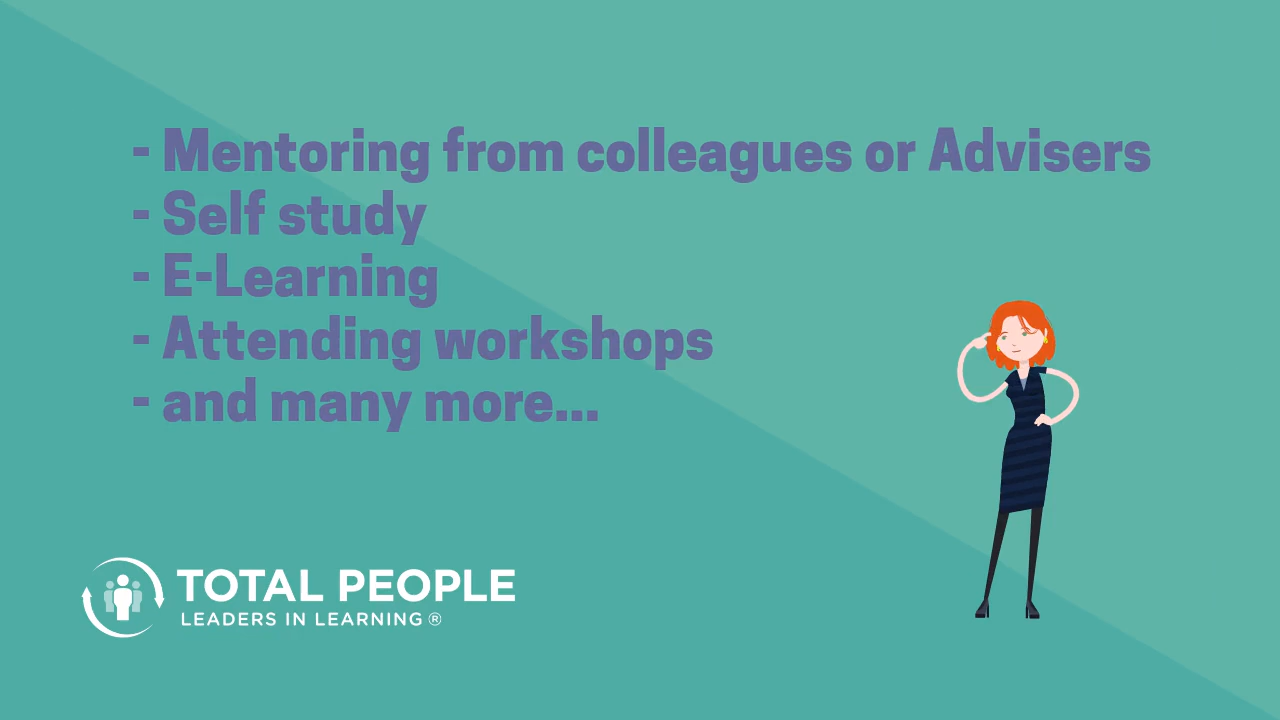 - Mentoring from colleagues or Advisers
- Self study
- E-Learning
- Attending workshops
- and many more...
TOTAL PEOPLE
LEADERS IN LEARNING ®